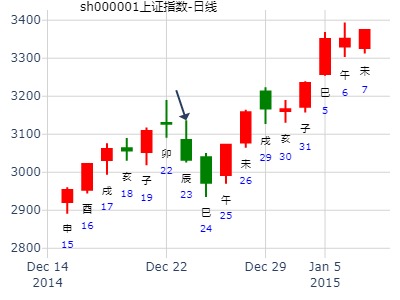 sh000001上证指数-日线
3400
3300
3200
3100
3000
2900
2800
申
15
酉
16
戌
17
亥
18
子
19
卯
22
辰
23
巳
24
午
25
未
26
戌
29
亥
30
子
31
巳
5
午
6
未
7
Dec 14
2014
Dec 22
Dec 29
Jan 5
2015